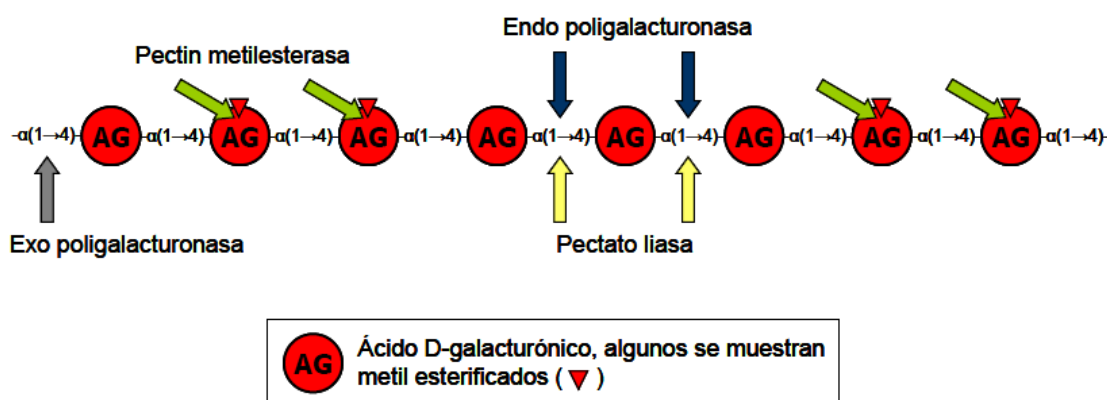 Endo poligalacturonasa
Pectin metilesterasa
-α(1→4)- AG -α(1→4)- AG -α(1→4)- AG -α(1→4)- AG -α(1→4)- AG -α(1→4)- AG -α(1→4)- AG -α(1→4)- AG -α(1→4)-
Exo poligalacturonasa
Pectato liasa
AG Ácido D-galacturónico, algunos se muestran
metil esterificados ( )